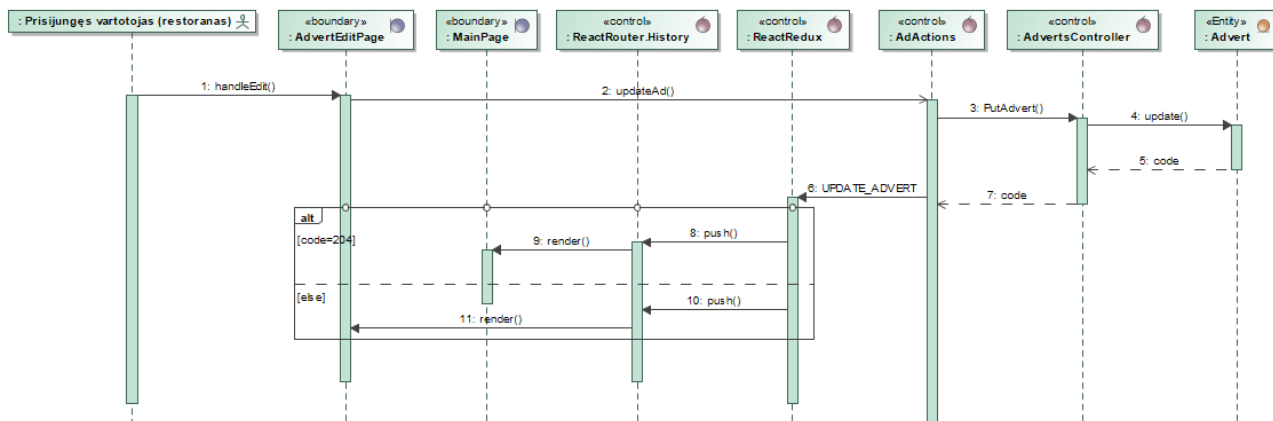 : Prisijungęs vartotojas (restoranas)
«boundary»
: AdvertEditPage
«boundary»
: MainPage
«control»
: ReactRouter.History
«control»
: ReactRedux
«control»
: AdActions
«control»
: AdvertsController
«Entity»
: Advert
1: handleEdit()
2: updateAd()
3: PutAdvert()
4: update()
5: code
6: UPDATE_ADVERT
7: code
alt
[code=204]
8: push()
9: render()
[else]
10: push()
11: render()